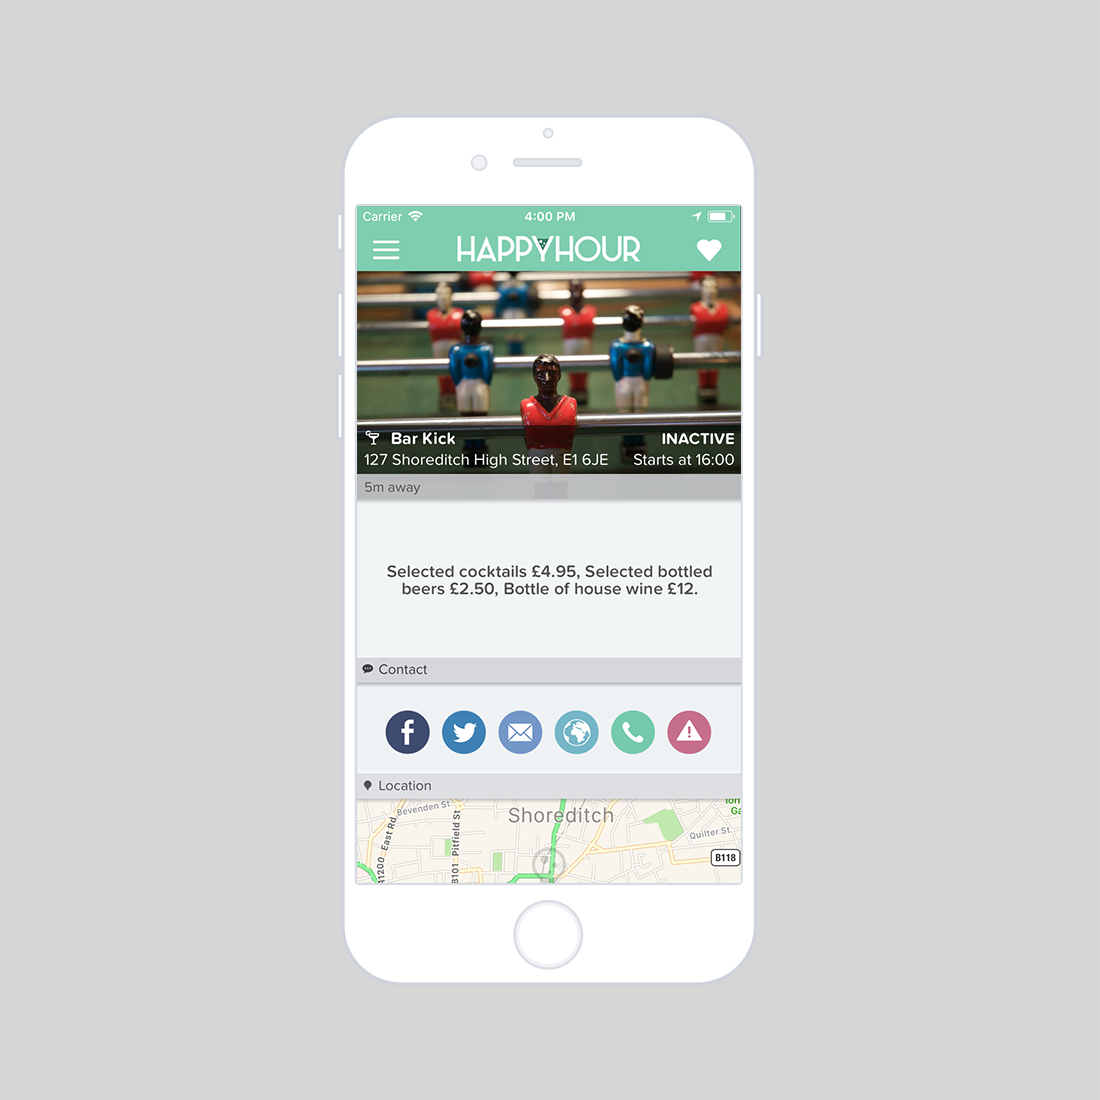 Carrier 4:00 PM
HAPPYHOUR
Bar Kick INACTIVE
127 Shoreditch High Street, E1 6JE Starts at 16:00
5m away
Selected cocktails £4.95, Selected bottled
beers £2.50, Bottle of house wine £12.
Contact
Location
Bevenden St
Shoreditch
East Rd
Pitfield St
Quilter St
B118
B101